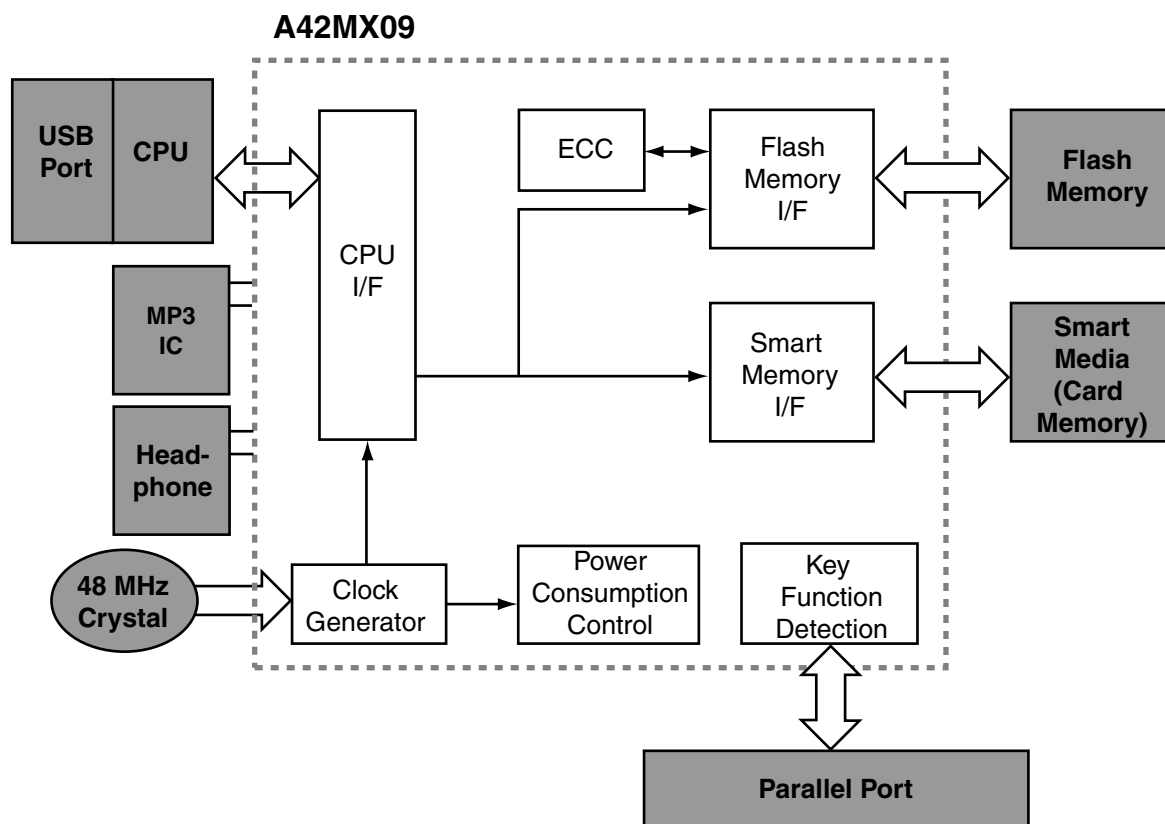 A42MX09
USB
Port
CPU
CPU
I/F
ECC
Flash
Memory
I/F
Flash
Memory
MP3
IC
Smart
Memory
I/F
Smart
Media
(Card
Memory)
Head-
phone
48 MHz
Crystal
Clock
Generator
Power
Consumption
Control
Key
Function
Detection
Parallel Port